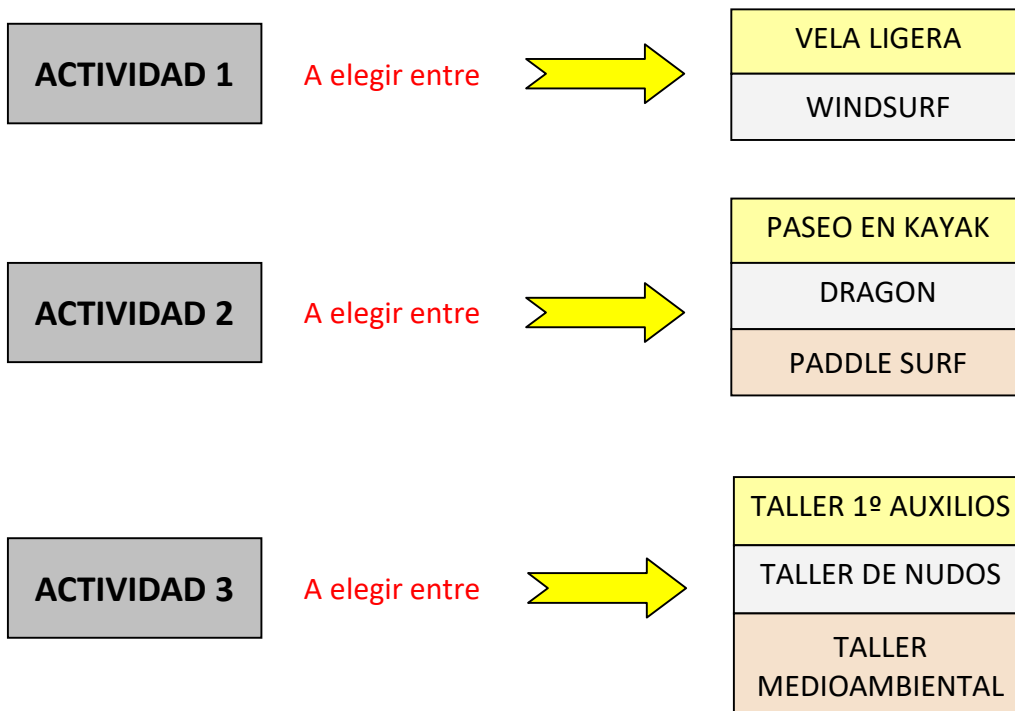 VELA LIGERA
ACTIVIDAD 1 A elegir entre
WINDSURF
PASEO EN KAYAK
ACTIVIDAD 2 A elegir entre
DRAGON
PADDLE SURF
TALLER 1º AUXILIOS
ACTIVIDAD 3 A elegir entre
TALLER DE NUDOS
TALLER
MEDIOAMBIENTAL